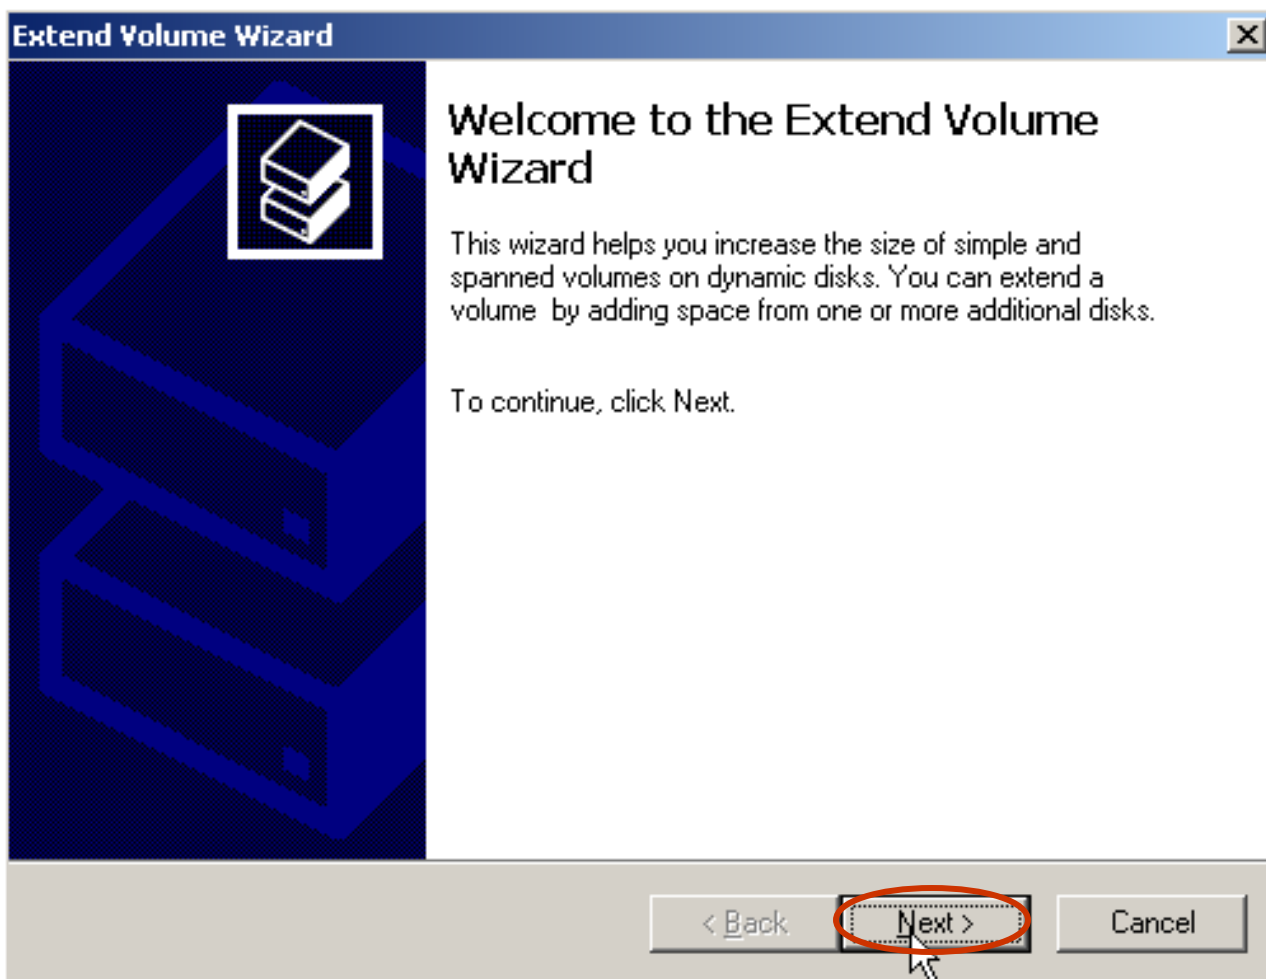 Extend Volume Wizard
Welcome to the Extend Volume
Wizard
This wizard helps you increase the size of simple and
spanned volumes on dynamic disks. You can extend a
volume  by adding space from one or more additional disks.
To continue, click Next.
< Back
Next >
Cancel